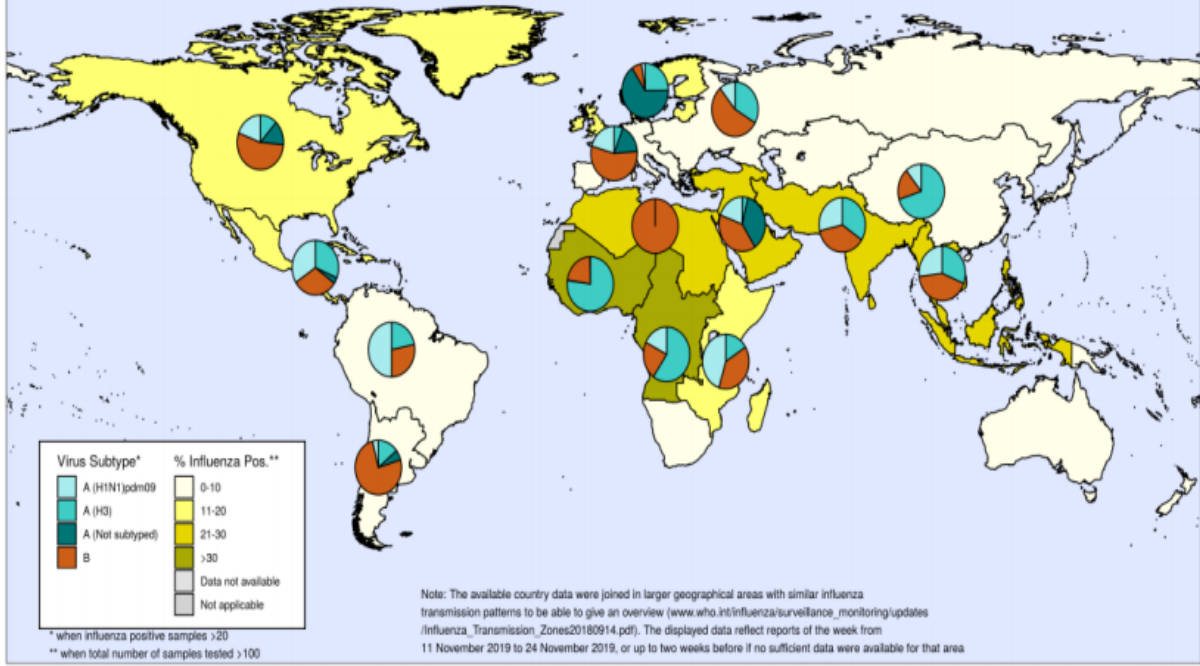 Virus Subtype*
A (H1N1)pdm09
A (H3)
A (Not subtyped)
B
% Influenza Pos.**
0-10
11-20
21-30
>30
Data not available
Not applicable
* when influenza positive samples >20
** when total number of samples tested >100
Note: The available country data were joined in larger geographical areas with similar influenza
transmission patterns to be able to give an overview (www.who.int/influenza/surveillance_monitoring/updates
/Influenza_Transmission_Zones20180914.pdf). The displayed data reflect reports of the week from
11 November 2019 to 24 November 2019, or up to two weeks before if no sufficient data were available for that area